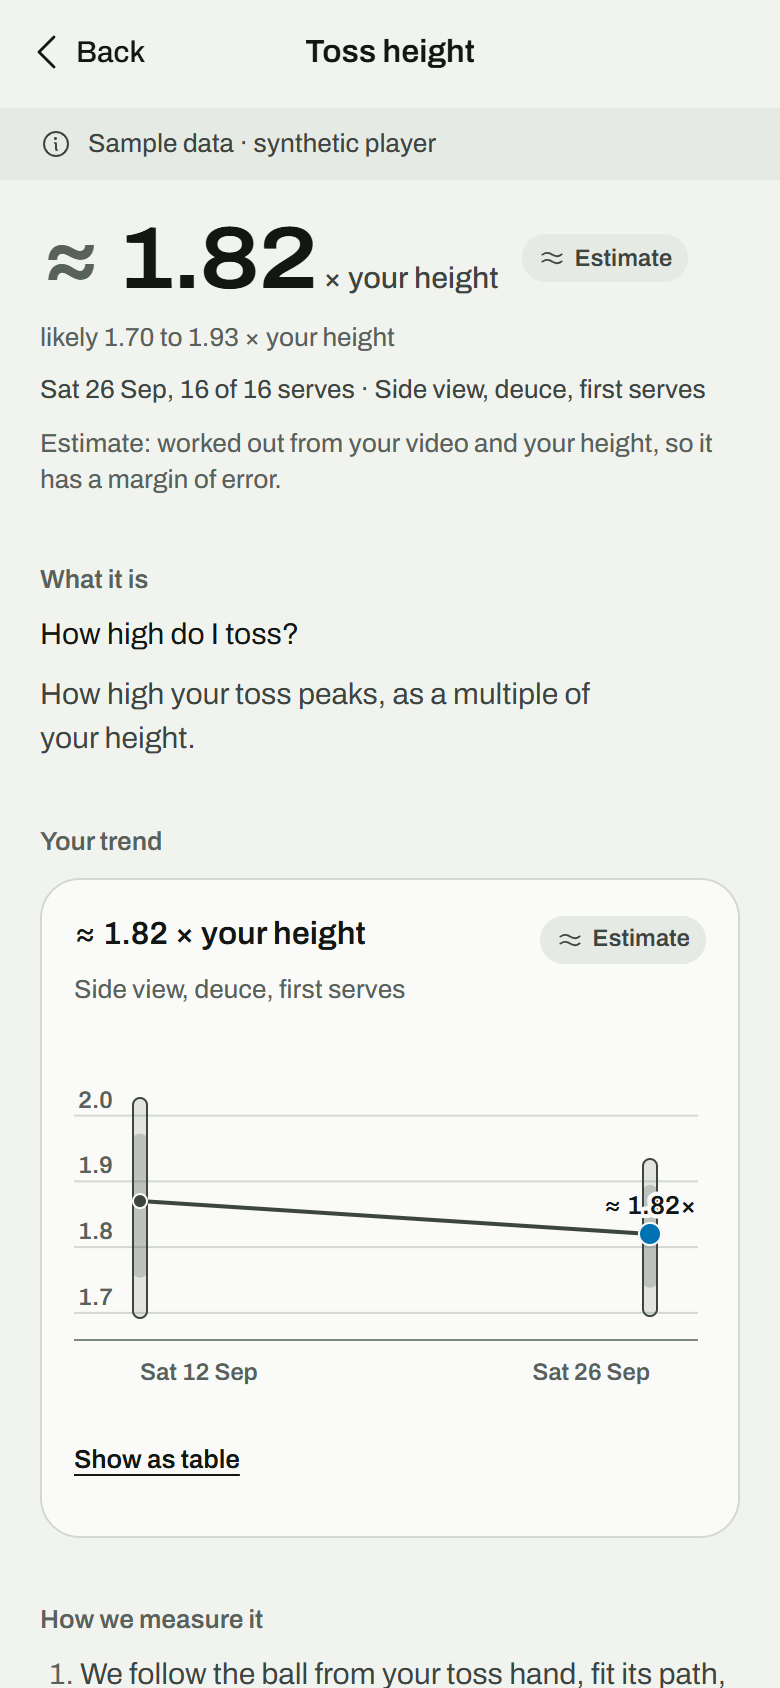 Back
Toss height
Sample data · synthetic player
≈ 1.82 × your height
≈ Estimate
likely 1.70 to 1.93 × your height
Sat 26 Sep, 16 of 16 serves · Side view, deuce, first serves
Estimate: worked out from your video and your height, so it
has a margin of error.
What it is
How high do I toss?
How high your toss peaks, as a multiple of
your height.
Your trend
≈ 1.82 × your height
≈ Estimate
Side view, deuce, first serves
2.0
1.9
≈ 1.82×
1.8
1.7
Sat 12 Sep
Sat 26 Sep
Show as table
How we measure it
1. We follow the ball from your toss hand, fit its path,